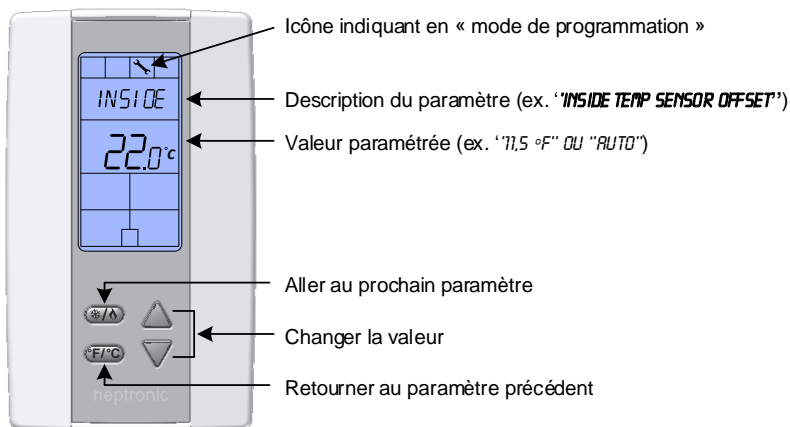 Icône indiquant en « mode de programmation »
INSIDE
Description du paramètre (ex. ‘"INSIDE TEMP SENSOR OFFSET’')
22.0°c
Valeur paramétrée (ex. ‘"11,5 °F" OU "AUTO")
Aller au prochain paramètre
Changer la valeur
°F/°C
Retourner au paramètre précédent
neptronic